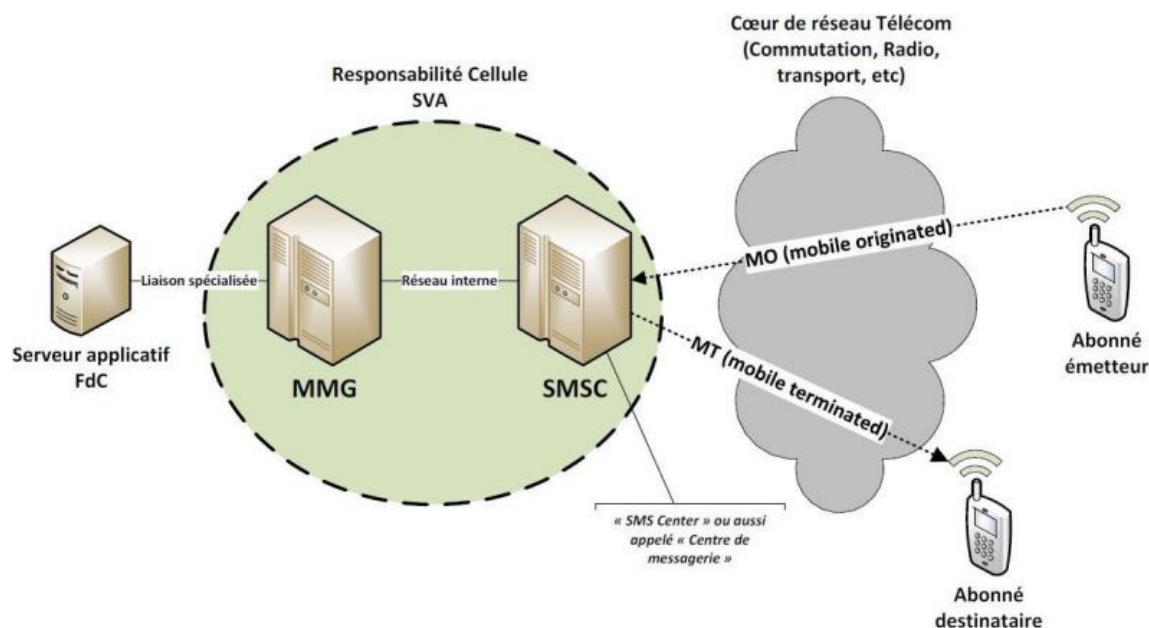 Cœur de réseau Télécom
(Commutation, Radio,
transport, etc)
Responsabilité Cellule
SVA
MO (mobile originated)
Liaison spécialisée
Réseau interne
Serveur applicatif
FdC
MMG
SMSC
MT (mobile terminated)
Abonné
émetteur
« SMS Center » ou aussi
appelé « Centre de
messagerie »
Abonné
destinataire